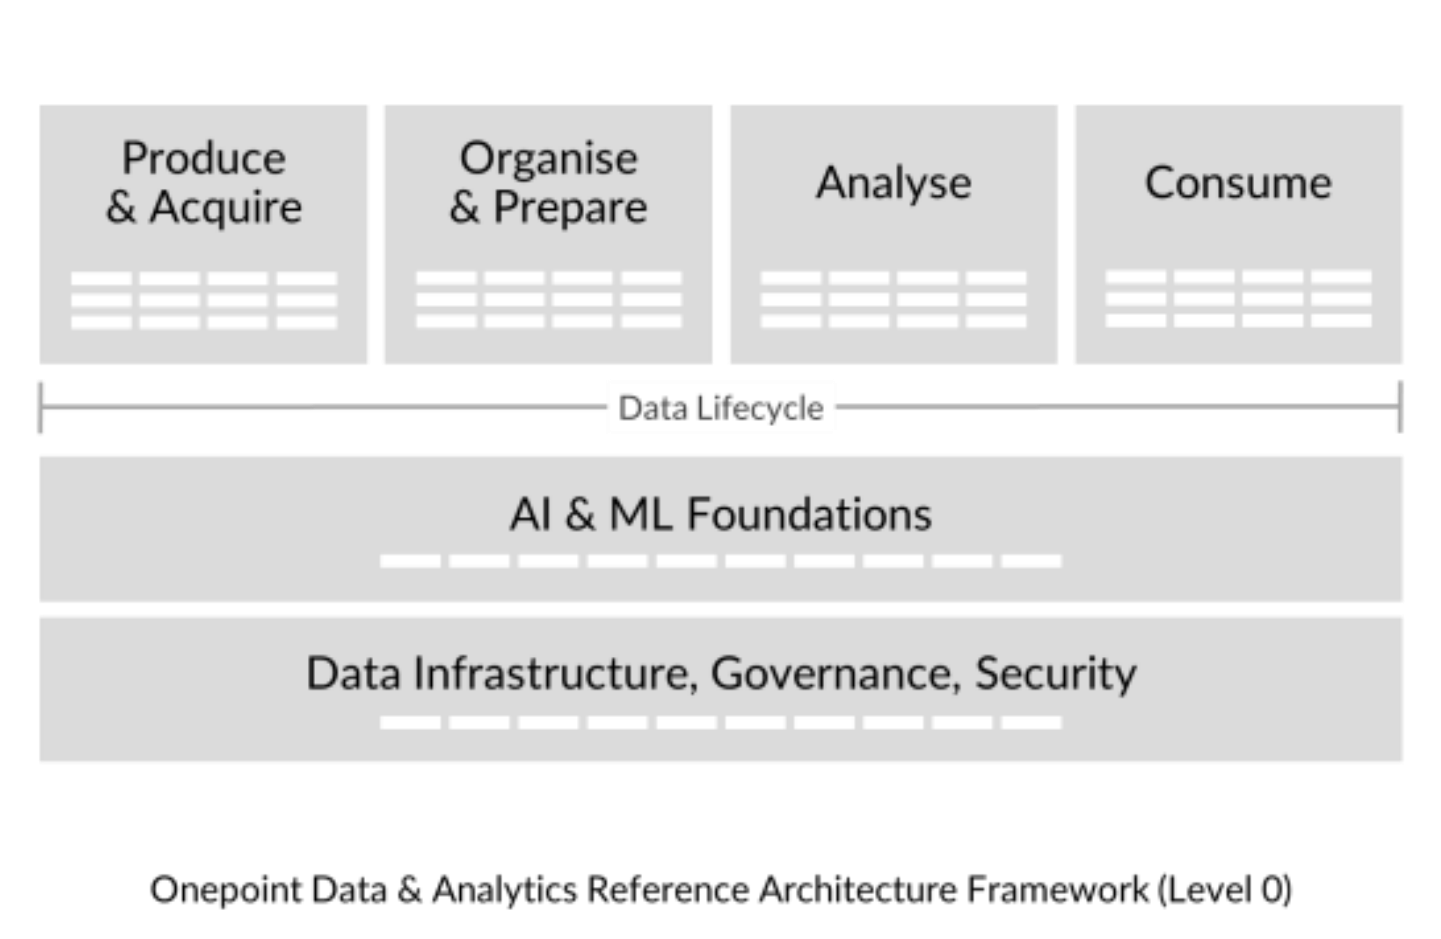 Produce
& Acquire
Organise
& Prepare
Analyse
Consume
Data Lifecycle
AI & ML Foundations
Data Infrastructure, Governance, Security
Onepoint Data & Analytics Reference Architecture Framework (Level 0)